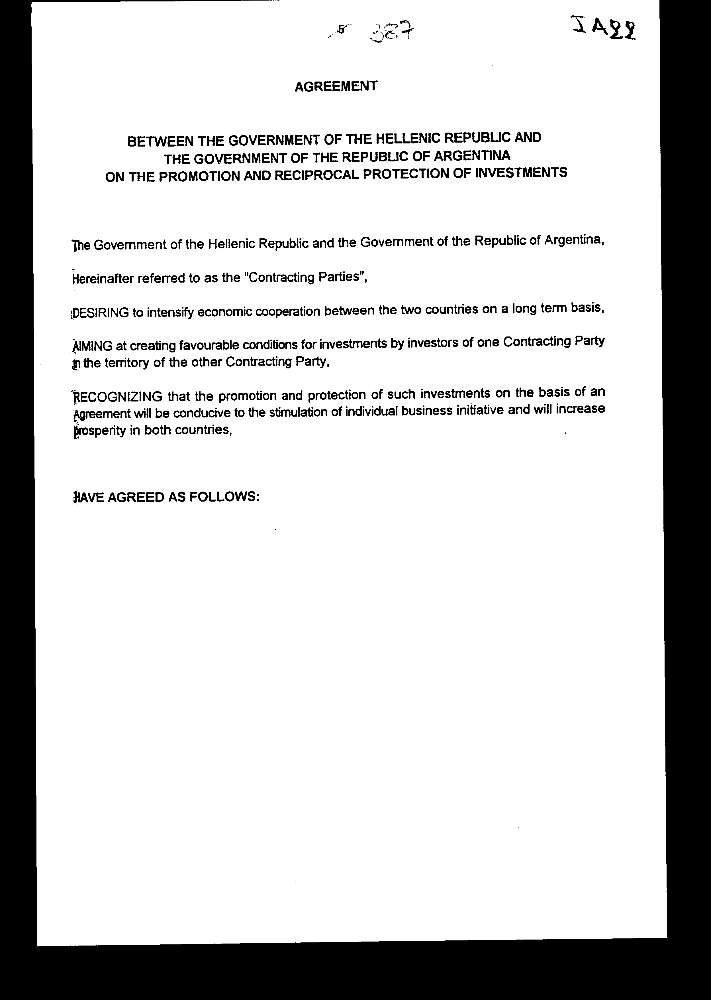 5 387 IA22
AGREEMENT
BETWEEN THE GOVERNMENT OF THE HELLENIC REPUBLIC AND
THE GOVERNMENT OF THE REPUBLIC OF ARGENTINA
ON THE PROMOTION AND RECIPROCAL PROTECTION OF INVESTMENTS
The Government of the Hellenic Republic and the Government of the Republic of Argentina,
Hereinafter referred to as the "Contracting Parties",
DESIRING to intensify economic cooperation between the two countries on a long term basis,
AIMING at creating favourable conditions for investments by investors of one Contracting Party
in the territory of the other Contracting Party,
RECOGNIZING that the promotion and protection of such investments on the basis of an
Agreement will be conducive to the stimulation of individual business initiative and will increase
prosperity in both countries,
HAVE AGREED AS FOLLOWS: